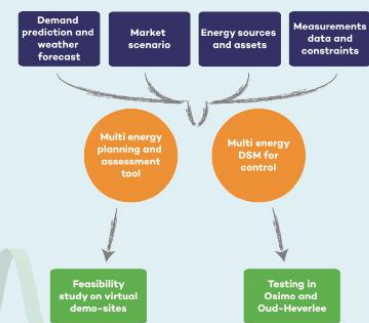 Demand
prediction and
weather
forecast
Market
scenario
Energy sources
and assets
Measurements
data and
constraints
Multi energy
planning and
assessment
tool
Multi energy
DSM for
control
Feasibility
study on virtual
demo-sites
Testing in
Osimo and
Oud-Heverlee